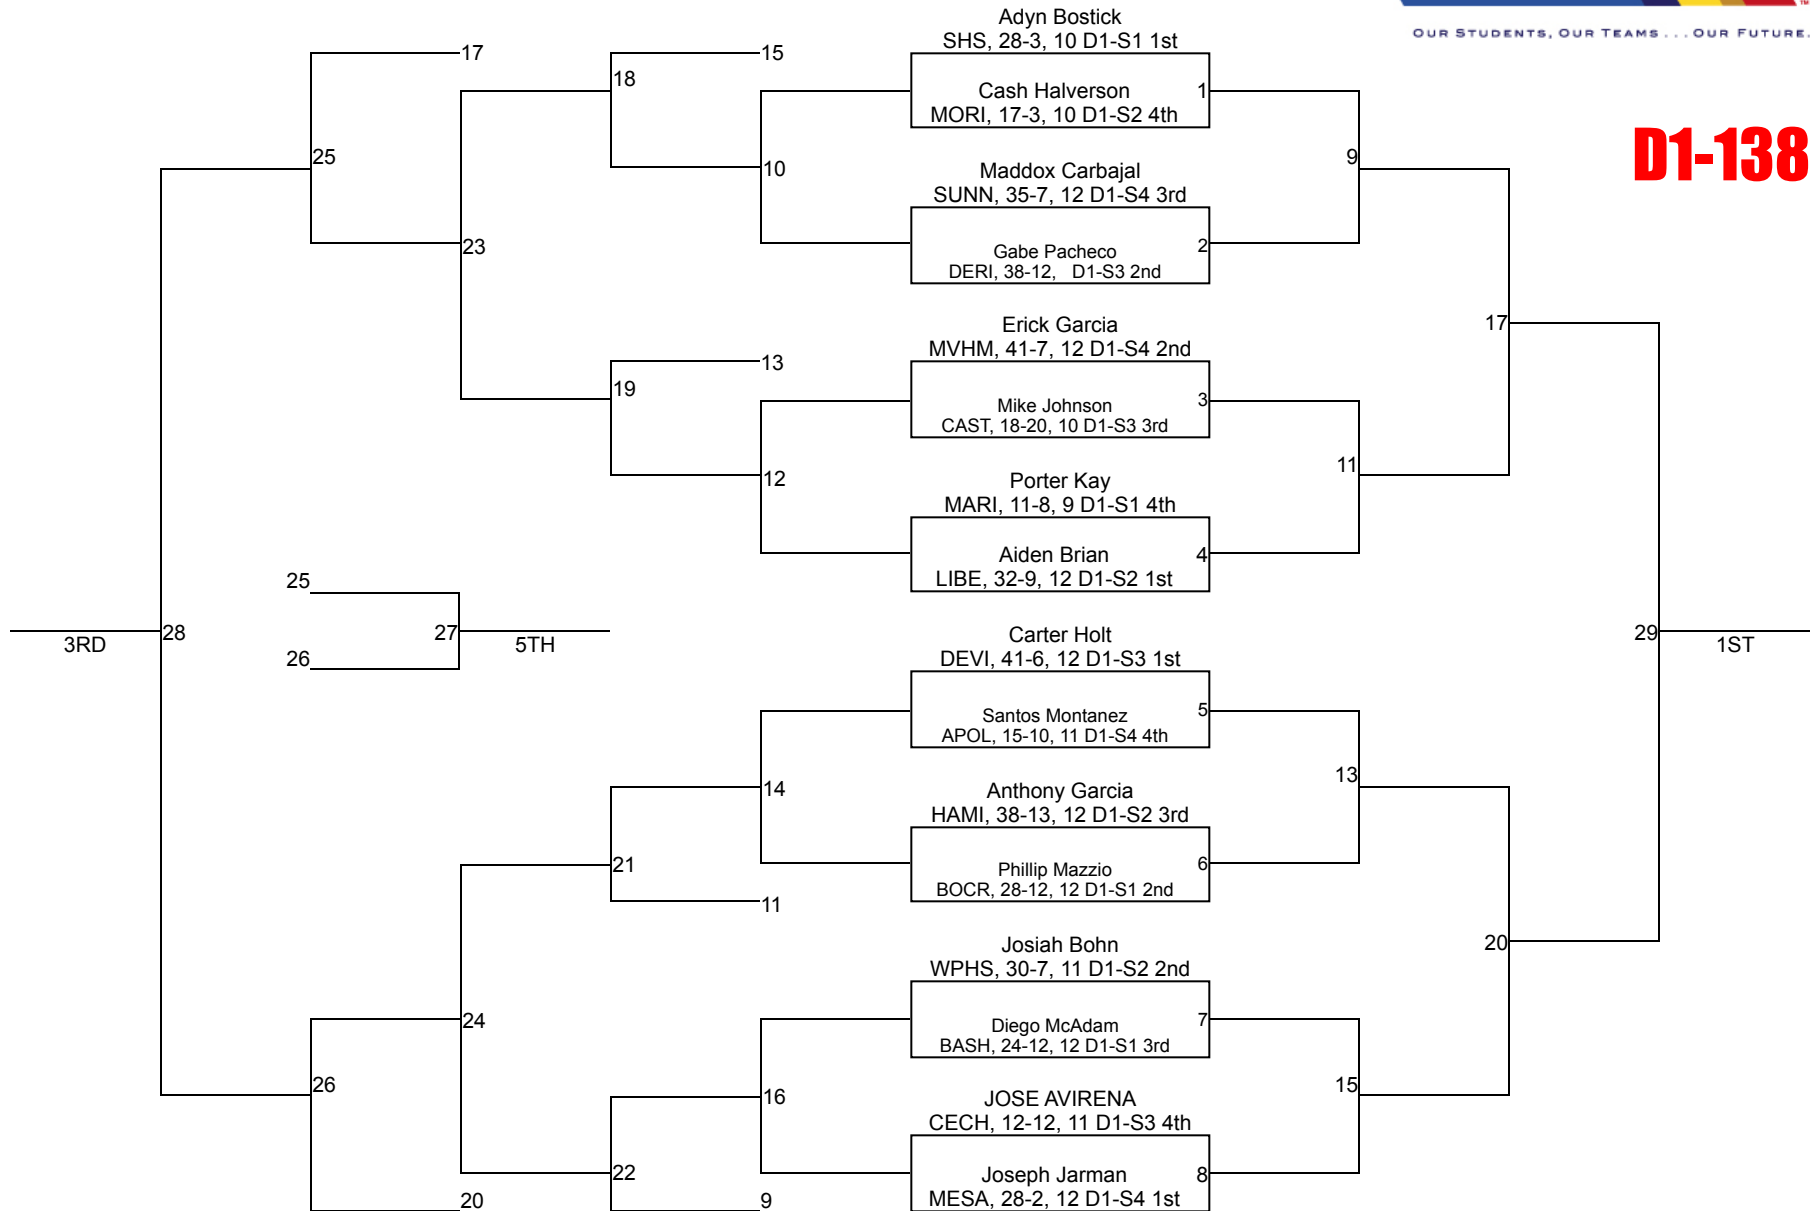 OUR STUDENTS, OUR TEAMS . . . OUR FUTURE.
TM
D1-138
Adyn Bostick
SHS, 28-3, 10 D1-S1 1st
Cash Halverson
MORI, 17-3, 10 D1-S2 4th
1
Maddox Carbajal
SUNN, 35-7, 12 D1-S4 3rd
Gabe Pacheco
DERI, 38-12, D1-S3 2nd
2
Erick Garcia
MVHM, 41-7, 12 D1-S4 2nd
Mike Johnson
CAST, 18-20, 10 D1-S3 3rd
3
Porter Kay
MARI, 11-8, 9 D1-S1 4th
Aiden Brian
LIBE, 32-9, 12 D1-S2 1st
4
Carter Holt
DEVI, 41-6, 12 D1-S3 1st
Santos Montanez
APOL, 15-10, 11 D1-S4 4th
5
Anthony Garcia
HAMI, 38-13, 12 D1-S2 3rd
Phillip Mazzio
BOCR, 28-12, 12 D1-S1 2nd
6
Josiah Bohn
WPHS, 30-7, 11 D1-S2 2nd
Diego McAdam
BASH, 24-12, 12 D1-S1 3rd
7
JOSE AVIRENA
CECH, 12-12, 11 D1-S3 4th
Joseph Jarman
MESA, 28-2, 12 D1-S4 1st
8
9
11
13
15
17
20
29
1ST
15
10
13
12
14
11
16
9
18
19
21
22
17
23
24
20
25
26
28
3RD
25
26
27
5TH